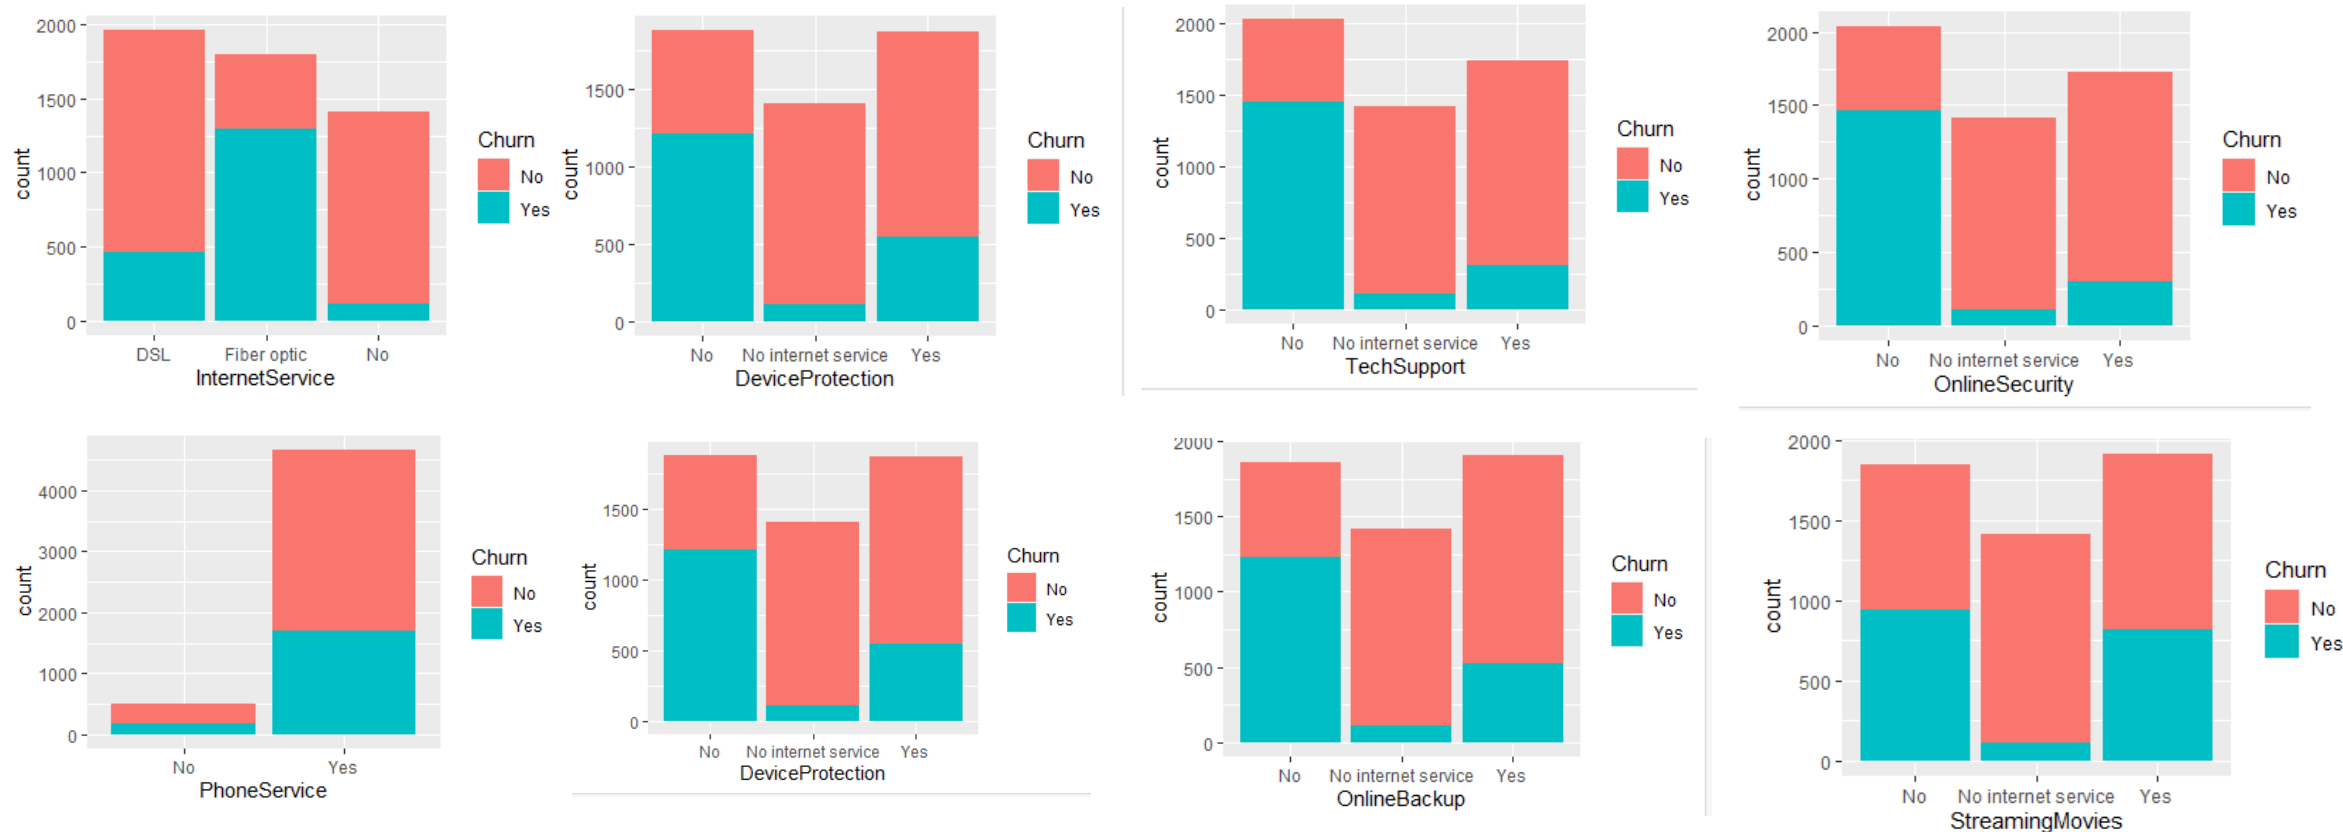 2000
1500
1000
500
0
count
DSL Fiber optic No
InternetService
Churn
No
Yes
1500
1000
500
0
count
No No internet service Yes
DeviceProtection
Churn
No
Yes
2000
1500
1000
500
0
count
No No internet service Yes
TechSupport
Churn
No
Yes
2000
1500
1000
500
0
count
No No internet service Yes
OnlineSecurity
Churn
No
Yes
4000
3000
2000
1000
0
count
No Yes
PhoneService
Churn
No
Yes
1500
1000
500
0
count
No No internet service Yes
DeviceProtection
Churn
No
Yes
2000
1500
1000
500
0
count
No No internet service Yes
OnlineBackup
Churn
No
Yes
2000
1500
1000
500
0
count
No No internet service Yes
StreamingMovies
Churn
No
Yes